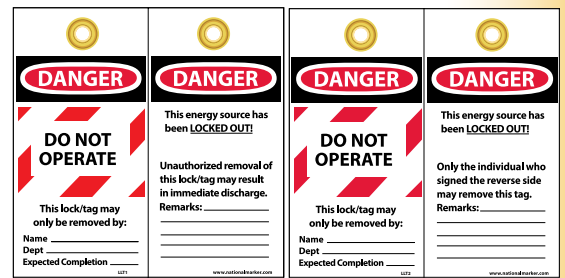 DANGER
DO NOT
OPERATE
This lock/tag may
only be removed by:
Name
Dept
Expected Completion
LLT1
DANGER
This energy source has
been LOCKED OUT!
Unauthorized removal of
this lock/tag may result
in immediate discharge.
Remarks:
www.nationalmarker.com
DANGER
DO NOT
OPERATE
This lock/tag may
only be removed by:
Name
Dept
Expected Completion
LLT2
DANGER
This energy source has
been LOCKED OUT!
Only the individual who
signed the reverse side
may remove this tag.
Remarks:
www.nationalmarker.com